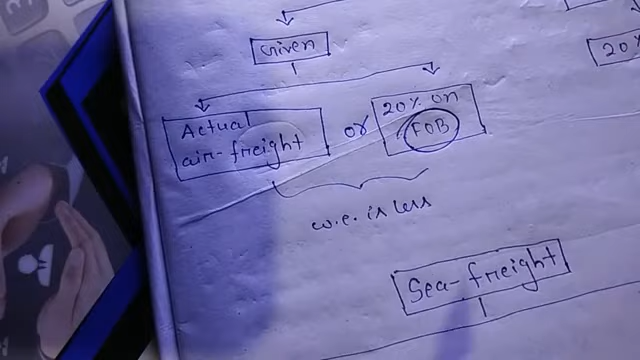 Given
20%
Actual
air-freight
or
20% on
FOB
w.e. is less
Sea-freight